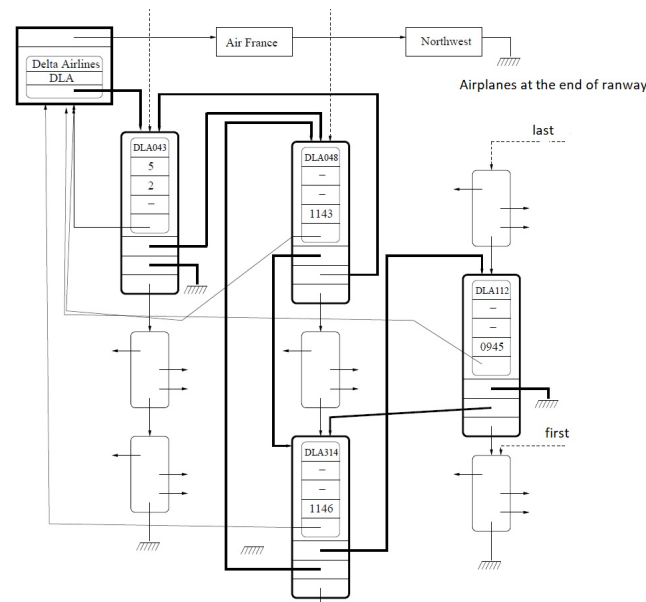 Air France
Northwest
Delta Airlines
DLA
Airplanes at the end of ranway
last
DLA043
5
2
–
DLA048
–
–
1143
DLA112
–
–
0945
first
DLA314
–
–
1146